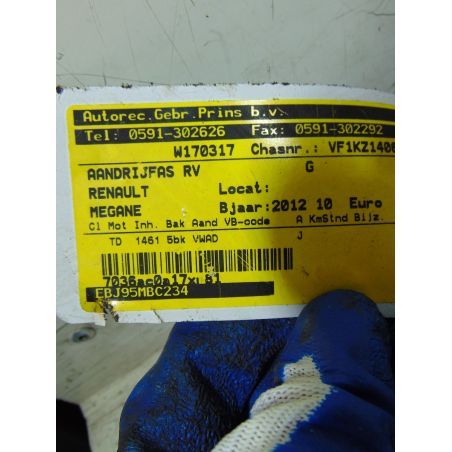 Autorec.Gebr.Prins b.v.
Tel: 0591-302626 Fax: 0591-302292
W170317 Chasnr.: VF1KZ1400
AANDRIJFAS RV G
RENAULT Locat:
MEGANE Bjaar:2012 10 Euro
Cl Mot Inh. Bak Aand VB-code A KmStnd Bijz.
TD 1461 5bk VWAD J
EBJ95MBC234